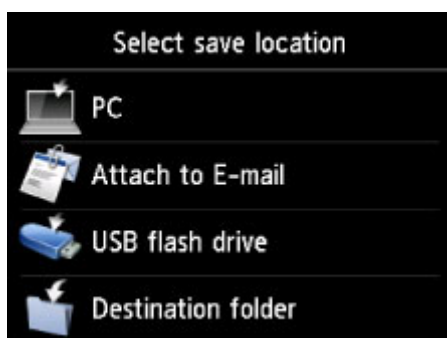 Select save location
PC
Attach to E-mail
USB flash drive
Destination folder